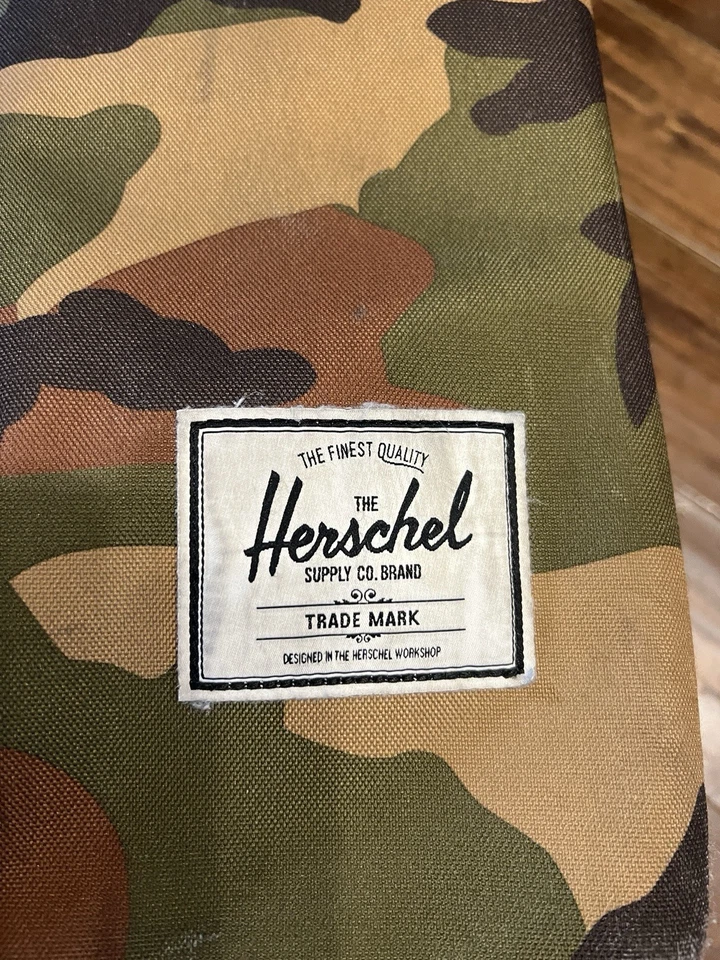 THE FINEST QUALITY
THE
Herschel
SUPPLY CO. BRAND
TRADE MARK
DESIGNED IN THE HERSCHEL WORKSHOP